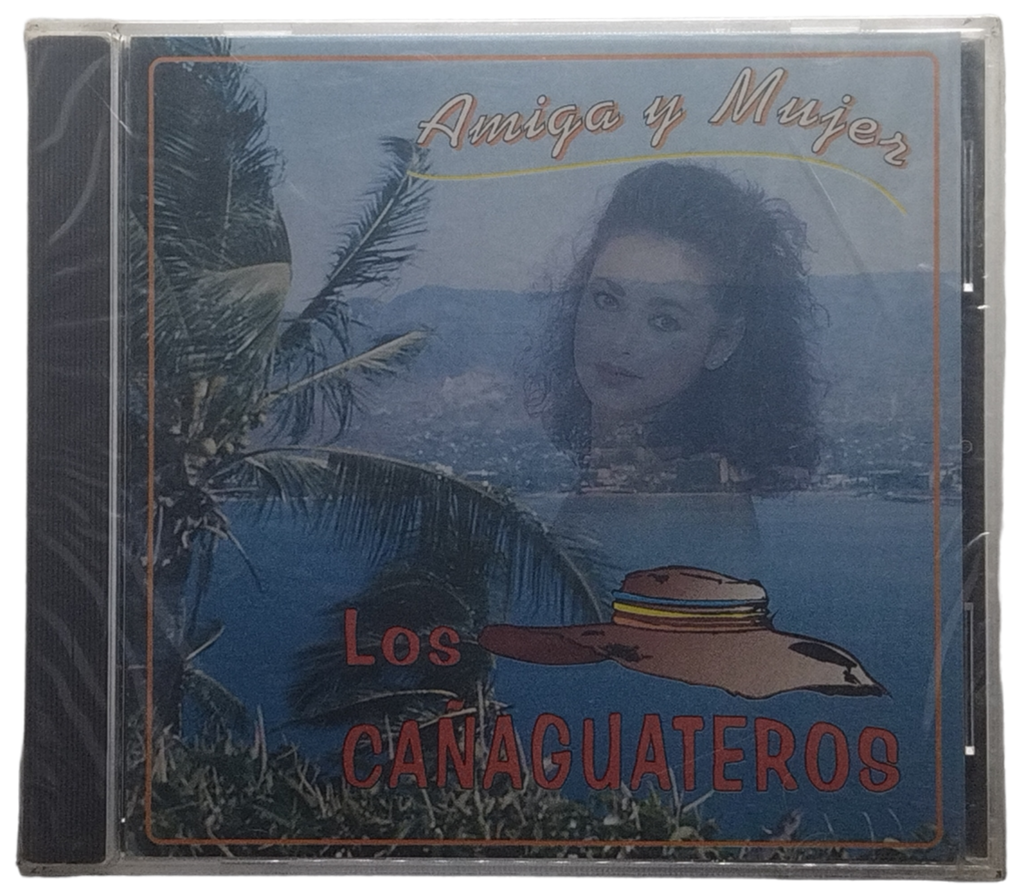 Amiga y Mujer
Los
CAÑAGUATEROS